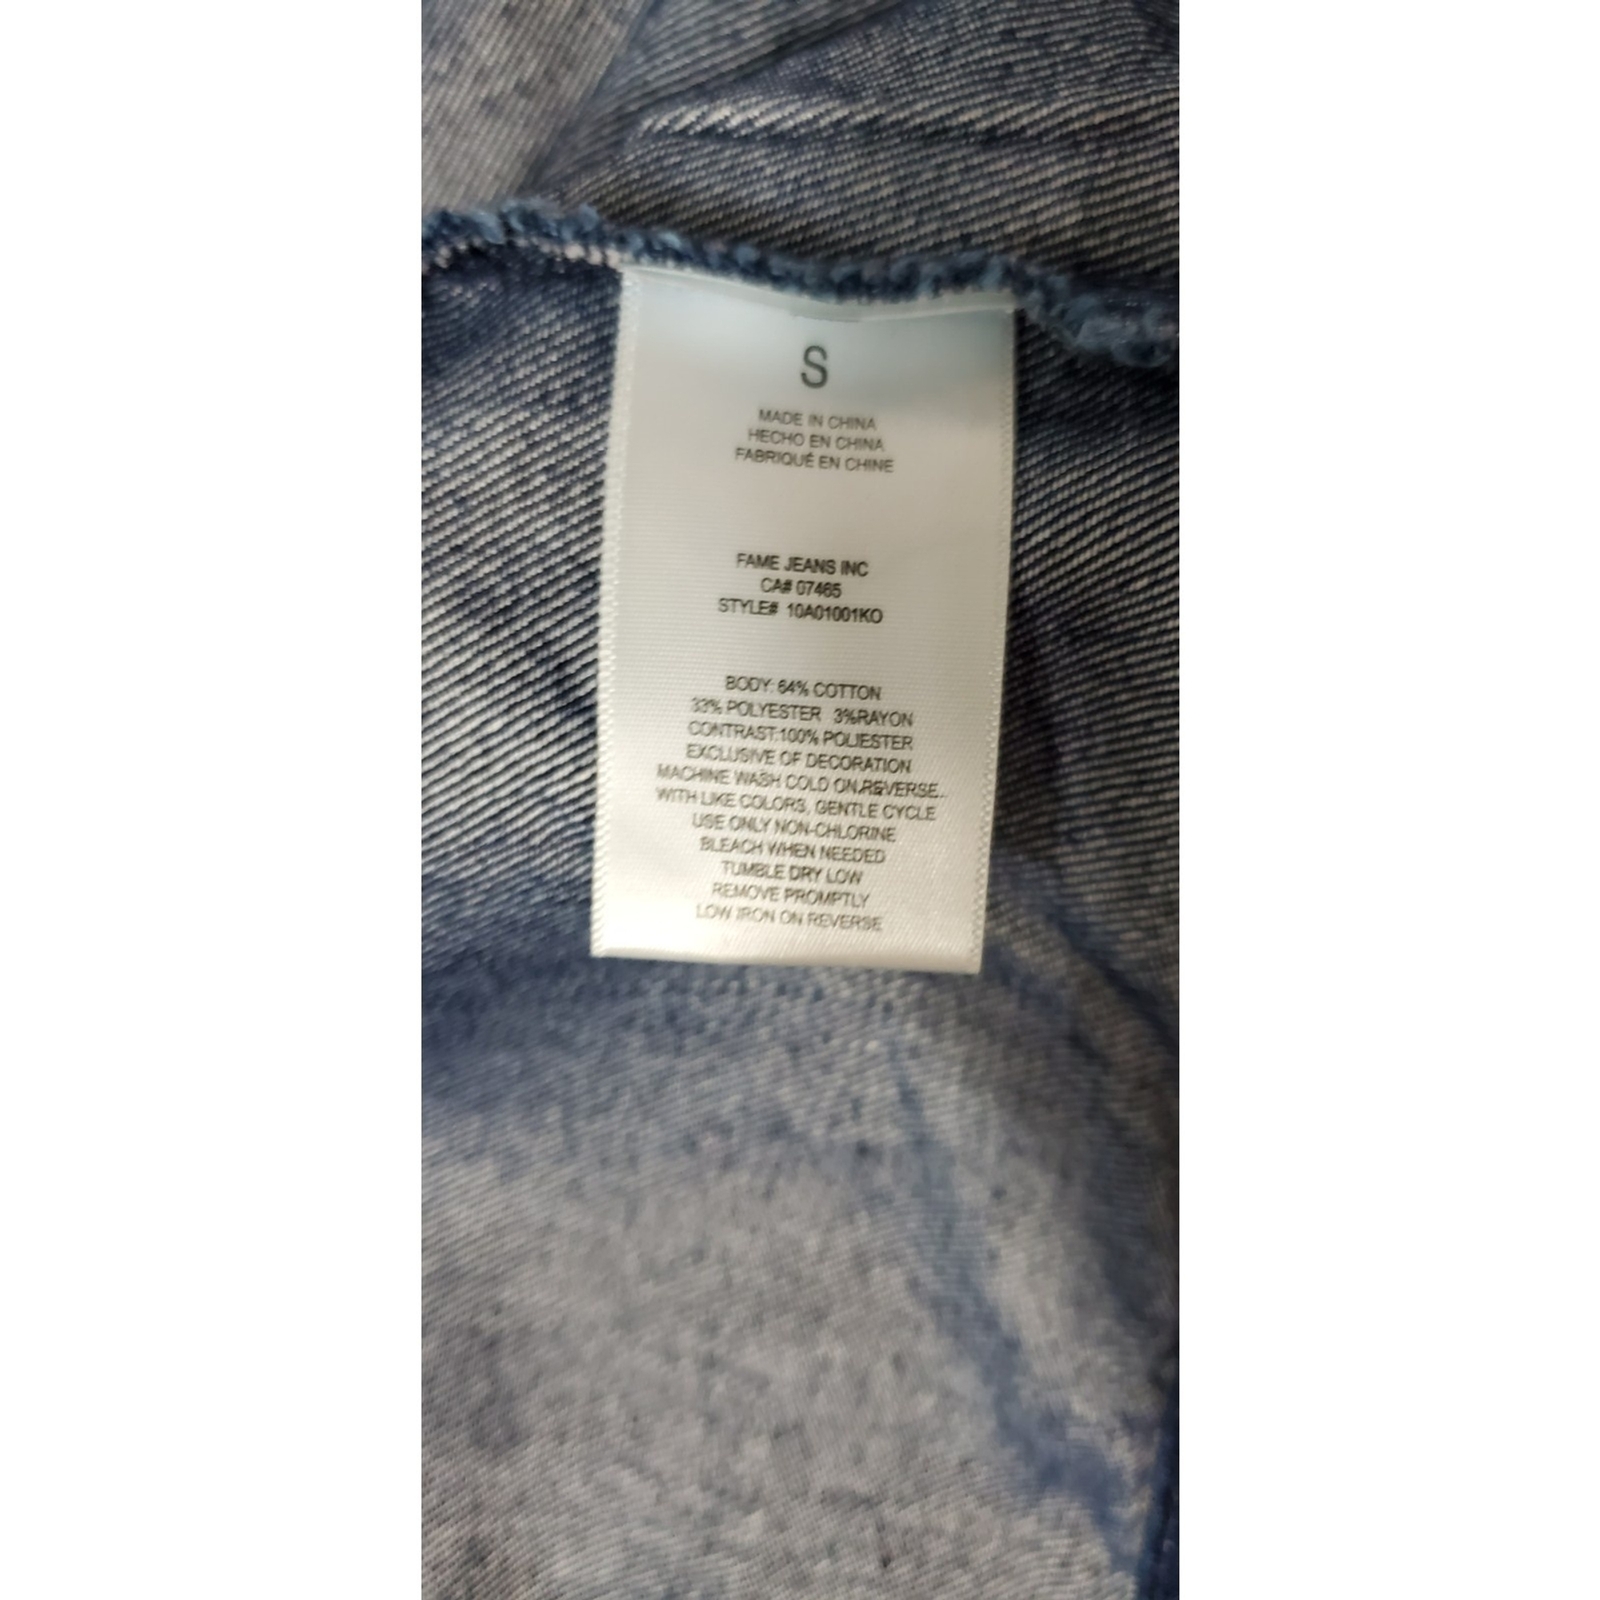 S
MADE IN CHINA
HECHO EN CHINA
FABRIQUÉ EN CHINE
FAME JEANS INC
CA# 07465
STYLE# 10A01001KO
BODY: 64% COTTON
33% POLYESTER 3%RAYON
CONTRAST:100% POLIESTER
EXCLUSIVE OF DECORATION
MACHINE WASH COLD ON.REVERSE..
WITH LIKE COLORS, GENTLE CYCLE
USE ONLY NON-CHLORINE
BLEACH WHEN NEEDED
TUMBLE DRY LOW
REMOVE PROMPTLY
LOW IRON ON REVERSE